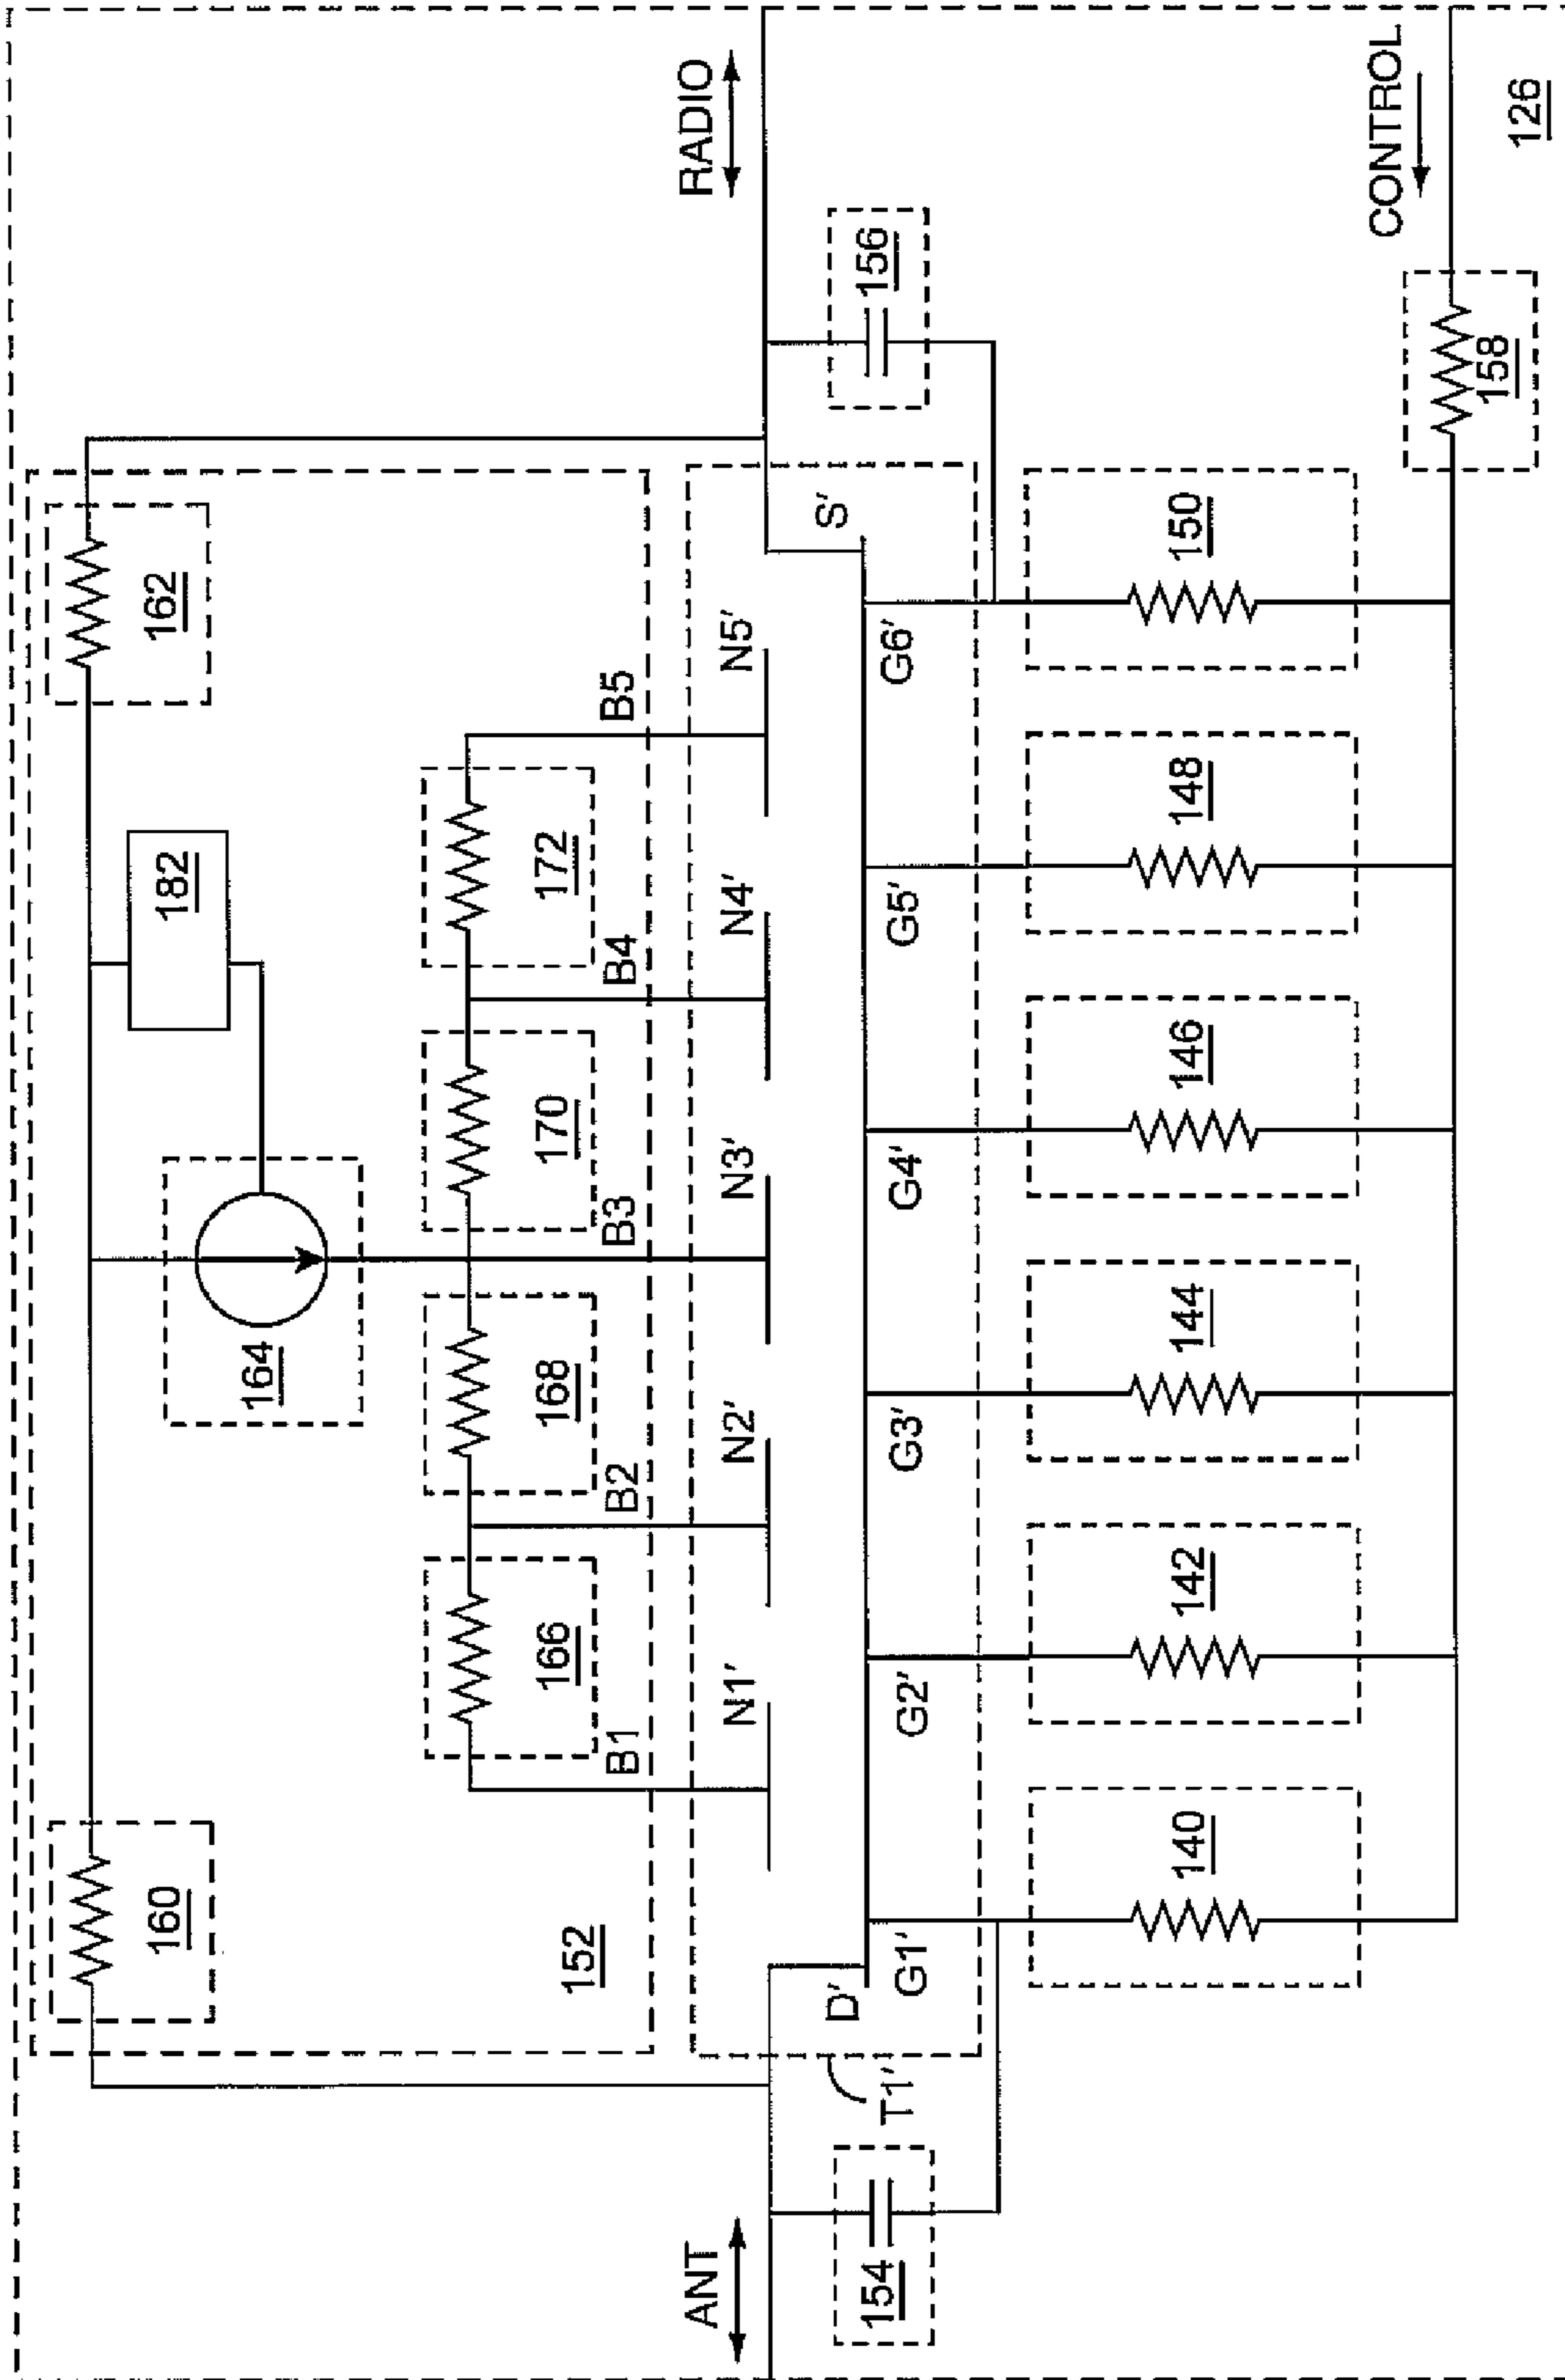 160
162
182
164
152
166
168
170
172
B1
B2
B3
B4
B5
ANT
RADIO
N1'
N2'
N3'
N4'
N5'
D'
S'
T1'
154
156
G1'
G2'
G3'
G4'
G5'
G6'
140
142
144
146
148
150
CONTROL
158
126